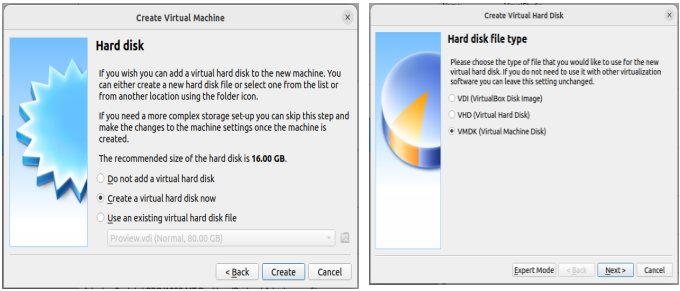 Create Virtual Machine
Hard disk
If you wish you can add a virtual hard disk to the new machine. You
can either create a new hard disk file or select one from the list or
from another location using the folder icon.
If you need a more complex storage set-up you can skip this step and
make the changes to the machine settings once the machine is
created.
The recommended size of the hard disk is 16.00 GB.
Do not add a virtual hard disk
Create a virtual hard disk now
Use an existing virtual hard disk file
Proview.vdi (Normal, 80.00 GB)
< Back
Create
Cancel
Create Virtual Hard Disk
Hard disk file type
Please choose the type of file that you would like to use for the new
virtual hard disk. If you do not need to use it with other virtualization
software you can leave this setting unchanged.
VDI (VirtualBox Disk Image)
VHD (Virtual Hard Disk)
VMDK (Virtual Machine Disk)
Expert Mode
< Back
Next >
Cancel